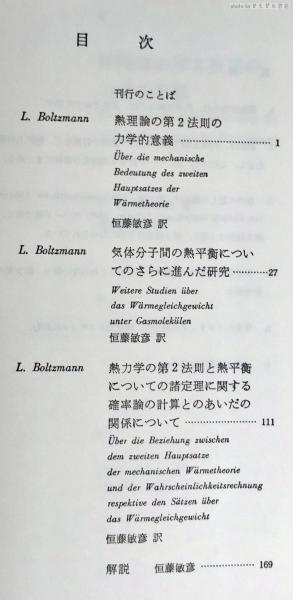 目次
刊行のことば
L. Boltzmann 熱理論の第2法則の
力学的意義 ………………… 1
Über die mechanische
Bedeutung des zweiten
Hauptsatzes der
Wärmetheorie
恒藤敏彦 訳
L. Boltzmann 気体分子間の熱平衡につい
てのさらに進んだ研究 ………… 27
Weitere Studien über
das Wärmegleichgewicht
unter Gasmolekülen
恒藤敏彦 訳
L. Boltzmann 熱力学の第2法則と熱平衡
についての諸定理に関する
確率論の計算とのあいだの
関係について ………………… 111
Über die Beziehung zwischen
dem zweiten Hauptsatze
der mechanischen Wärmetheorie
und der Wahrscheinlichkeitsrechnung
respektive den Sätzen über
das Wärmegleichgewicht
恒藤敏彦 訳
解説 恒藤敏彦 ……………… 169